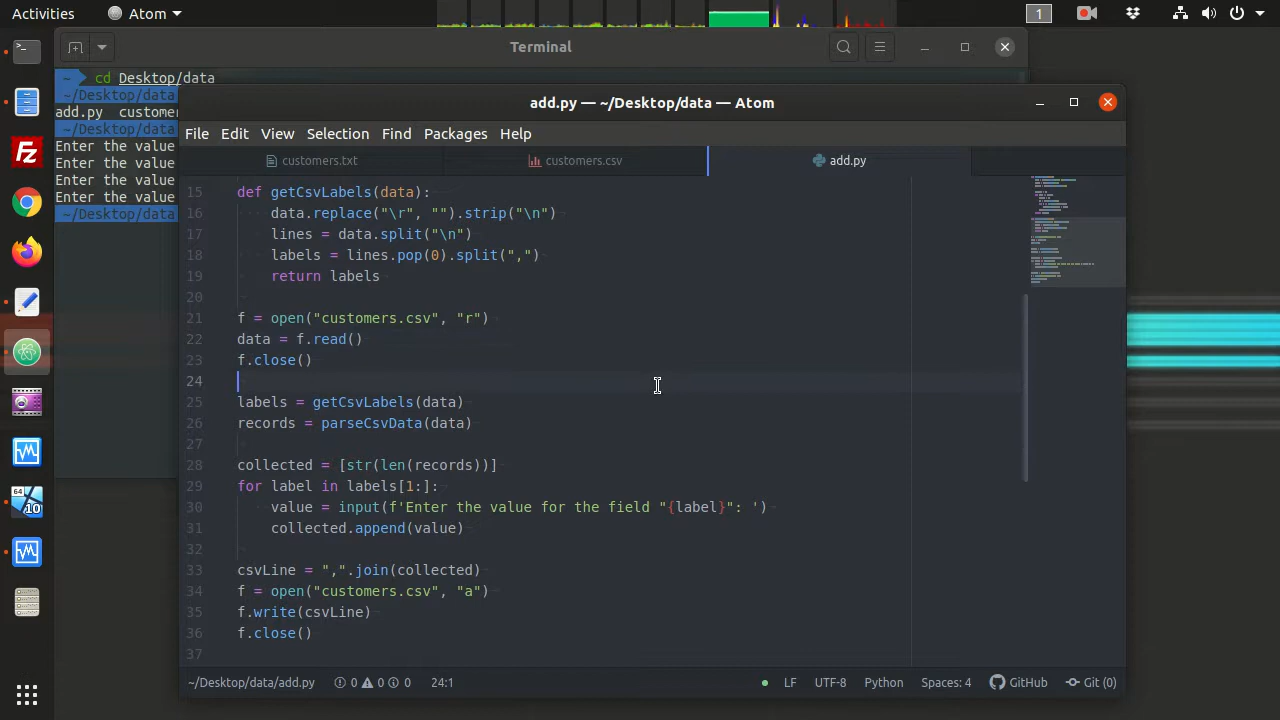 Activities
Atom
1
Terminal
~ cd Desktop/data
~/Desktop/data
add.py customer
~/Desktop/data
Enter the value
Enter the value
Enter the value
Enter the value
~/Desktop/data
add.py — ~/Desktop/data — Atom
File Edit View Selection Find Packages Help
customers.txt customers.csv add.py
15 def getCsvLabels(data):
16 data.replace("\r", "").strip("\n")
17 lines = data.split("\n")
18 labels = lines.pop(0).split(",")
19 return labels
20
21 f = open("customers.csv", "r")
22 data = f.read()
23 f.close()
24
25 labels = getCsvLabels(data)
26 records = parseCsvData(data)
27
28 collected = [str(len(records))]
29 for label in labels[1:]:
30 value = input(f'Enter the value for the field "{label}": ')
31 collected.append(value)
32
33 csvLine = ",".join(collected)
34 f = open("customers.csv", "a")
35 f.write(csvLine)
36 f.close()
37
~/Desktop/data/add.py 0 0 0 24:1 LF UTF-8 Python Spaces: 4 GitHub Git (0)
Fz
64
10